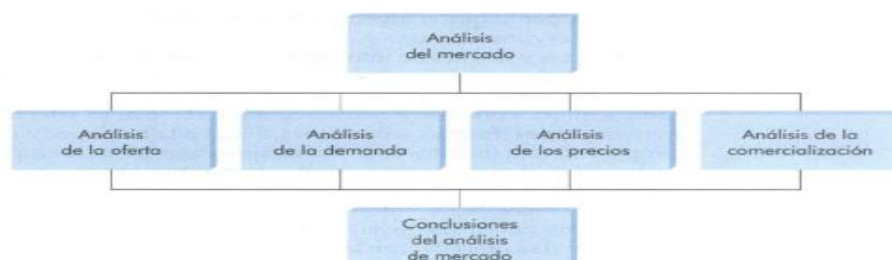 Análisis
del mercado
Análisis
de la oferta
Análisis
de la demanda
Análisis
de los precios
Análisis de la
comercialización
Conclusiones
del análisis
de mercado